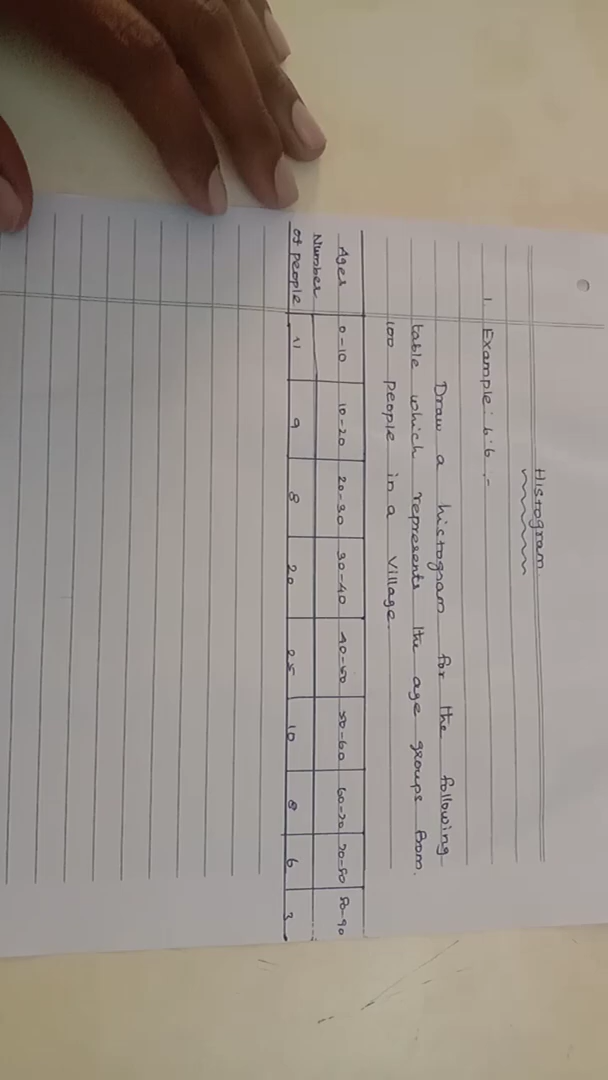 Histogram
1. Example: 6.6 :-
Draw a histogram for the following
table which represents the age groups from
100 people in a village.
Ages 0-10 10-20 20-30 30-40 40-50 50-60 60-70 70-80 80-90
Number
of people 11 9 8 20 25 10 8 6 3